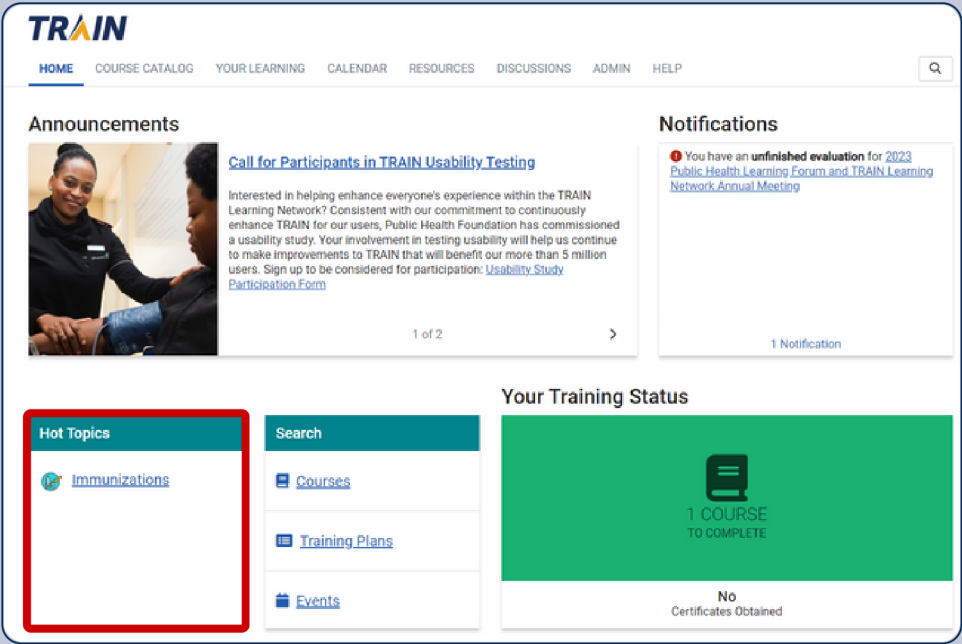 TRAIN
HOME COURSE CATALOG YOUR LEARNING CALENDAR RESOURCES DISCUSSIONS ADMIN HELP
Announcements
Call for Participants in TRAIN Usability Testing
Interested in helping enhance everyone's experience within the TRAIN
Learning Network? Consistent with our commitment to continuously
enhance TRAIN for our users, Public Health Foundation has commissioned
a usability study. Your involvement in testing usability will help us continue
to make improvements to TRAIN that will benefit our more than 5 million
users. Sign up to be considered for participation: Usability Study
Participation Form
1 of 2
Notifications
You have an unfinished evaluation for 2023
Public Health Learning Forum and TRAIN Learning
Network Annual Meeting
1 Notification
Hot Topics
Immunizations
Search
Courses
Training Plans
Events
Your Training Status
1 COURSE
TO COMPLETE
No
Certificates Obtained